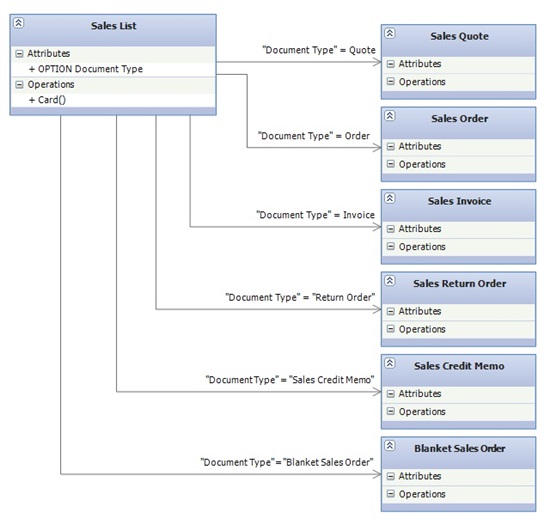 Sales List
Attributes
+ OPTION Document Type
Operations
+ Card()
"Document Type" = Quote
Sales Quote
Attributes
Operations
"Document Type" = Order
Sales Order
Attributes
Operations
"Document Type" = Invoice
Sales Invoice
Attributes
Operations
"Document Type" = "Return Order"
Sales Return Order
Attributes
Operations
"DocumentType" = "Sales Credit Memo"
Sales Credit Memo
Attributes
Operations
"Document Type"="Blanket Sales Order"
Blanket Sales Order
Attributes
Operations